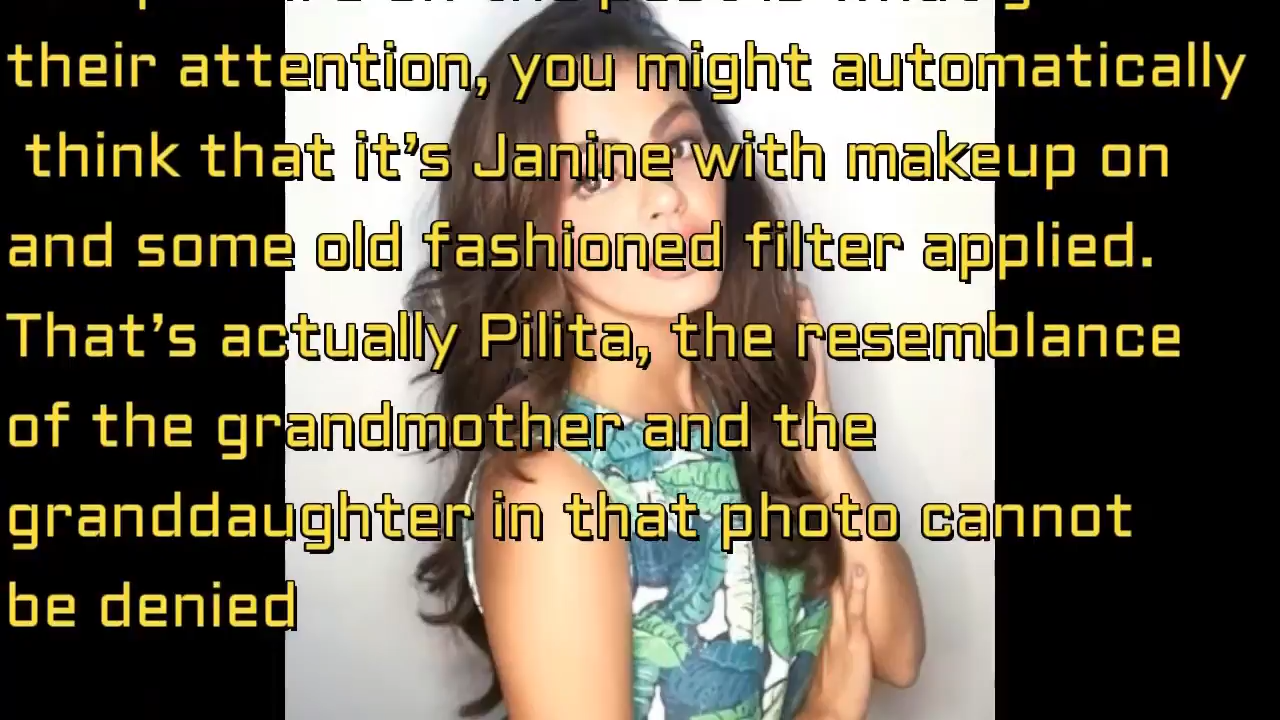 their attention, you might automatically
think that it's Janine with makeup on
and some old fashioned filter applied.
That's actually Pilita, the resemblance
of the grandmother and the
granddaughter in that photo cannot
be denied